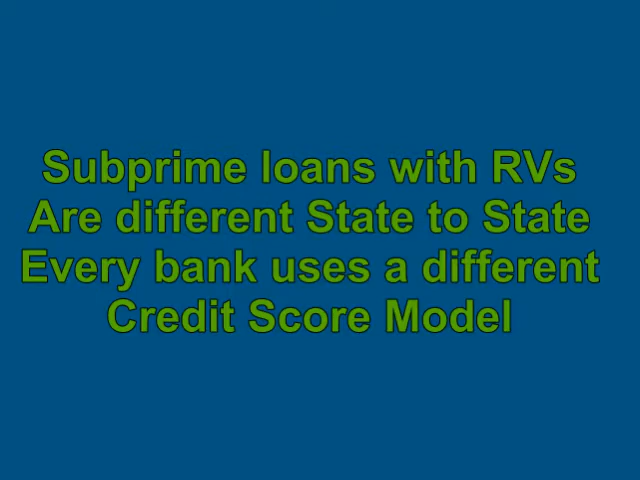 Subprime loans with RVs
Are different State to State
Every bank uses a different
Credit Score Model